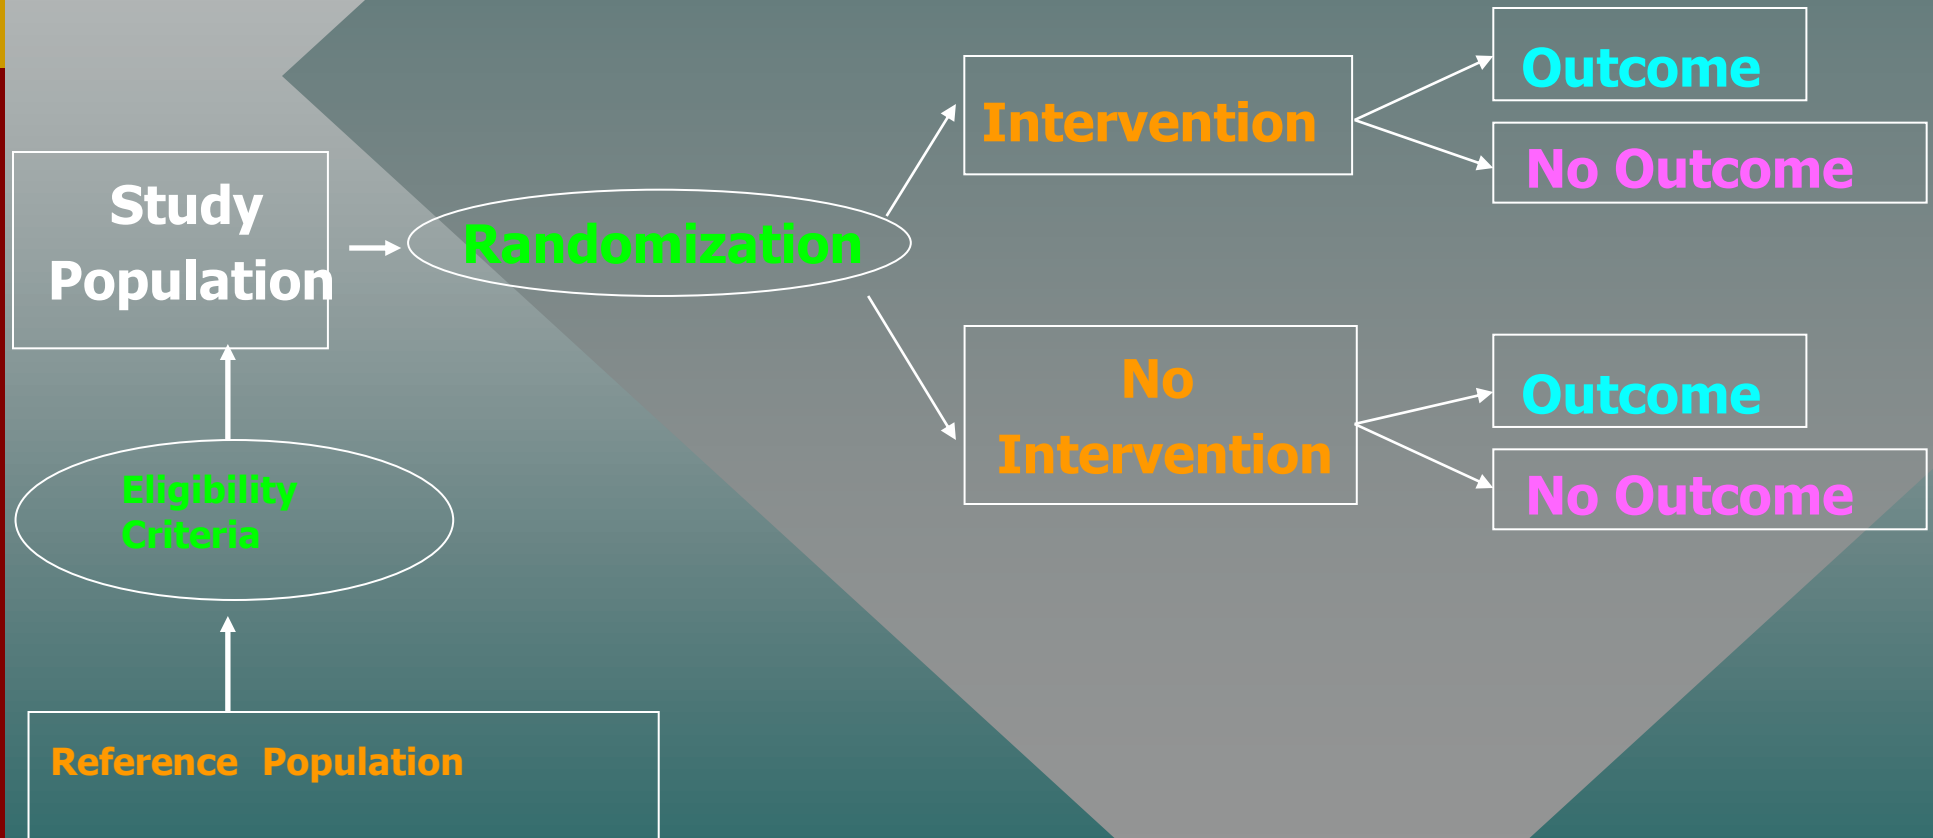 Study
Population
Randomization
Intervention
Outcome
No Outcome
No
Intervention
Outcome
No Outcome
Eligibility
Criteria
Reference Population